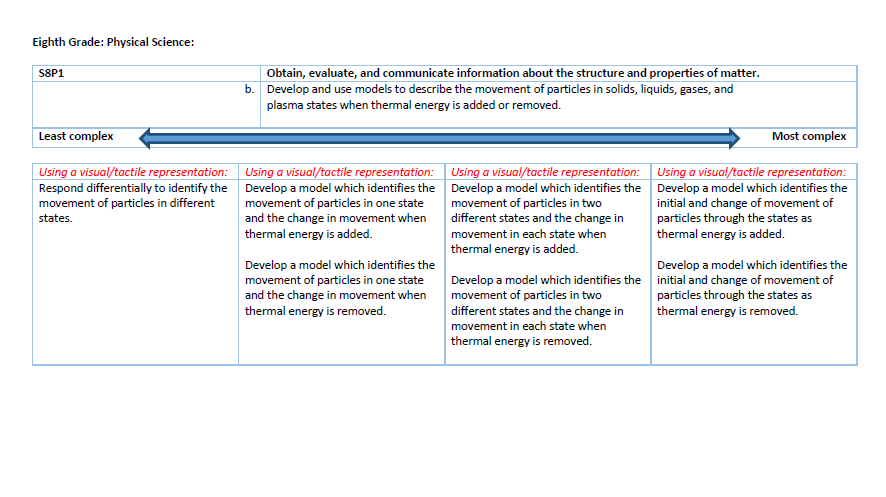 Eighth Grade: Physical Science:
S8P1
Obtain, evaluate, and communicate information about the structure and properties of matter.
b. Develop and use models to describe the movement of particles in solids, liquids, gases, and
plasma states when thermal energy is added or removed.
Least complex
Most complex
Using a visual/tactile representation:
Respond differentially to identify the
movement of particles in different
states.
Using a visual/tactile representation:
Develop a model which identifies the
movement of particles in one state
and the change in movement when
thermal energy is added.
Develop a model which identifies the
movement of particles in one state
and the change in movement when
thermal energy is removed.
Using a visual/tactile representation:
Develop a model which identifies the
movement of particles in two
different states and the change in
movement in each state when
thermal energy is added.
Develop a model which identifies the
movement of particles in two
different states and the change in
movement in each state when
thermal energy is removed.
Using a visual/tactile representation:
Develop a model which identifies the
initial and change of movement of
particles through the states as
thermal energy is added.
Develop a model which identifies the
initial and change of movement of
particles through the states as
thermal energy is removed.